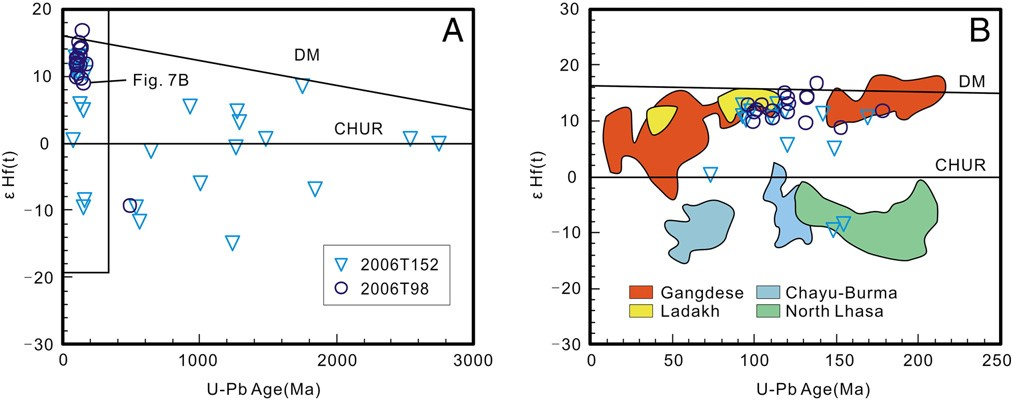 20
10
0
−10
−20
−30
ε Hf(t)
A
DM
Fig. 7B
CHUR
2006T152
2006T98
0 1000 2000 3000
U-Pb Age(Ma)
30
20
10
0
−10
−20
−30
ε Hf(t)
B
DM
CHUR
Gangdese Chayu-Burma
Ladakh North Lhasa
0 50 100 150 200 250
U-Pb Age(Ma)